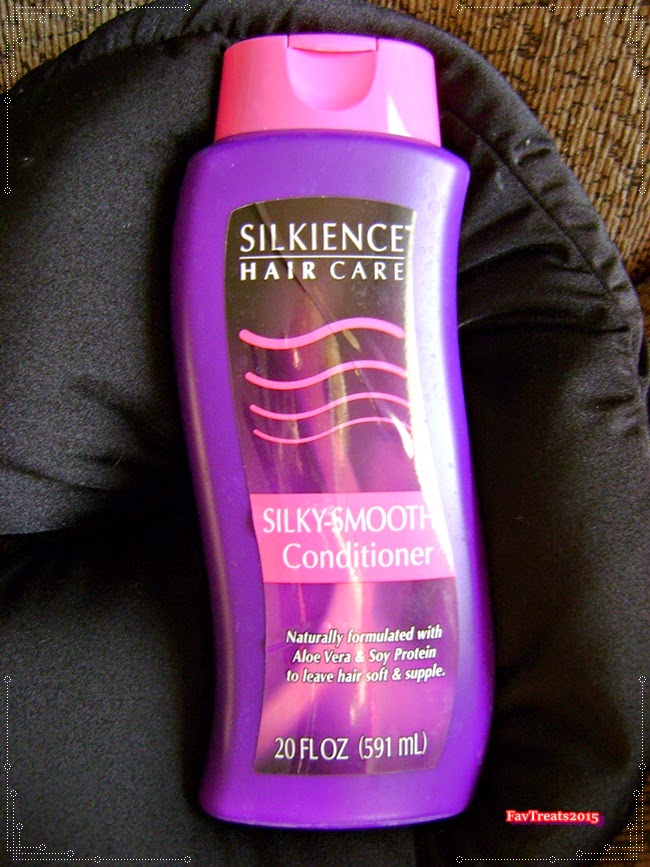 SILKIENCE
HAIR CARE
SILKY-SMOOTH
Conditioner
Naturally formulated with
Aloe Vera & Soy Protein
to leave hair soft & supple.
20 FL OZ (591 mL)
FavTreats2015